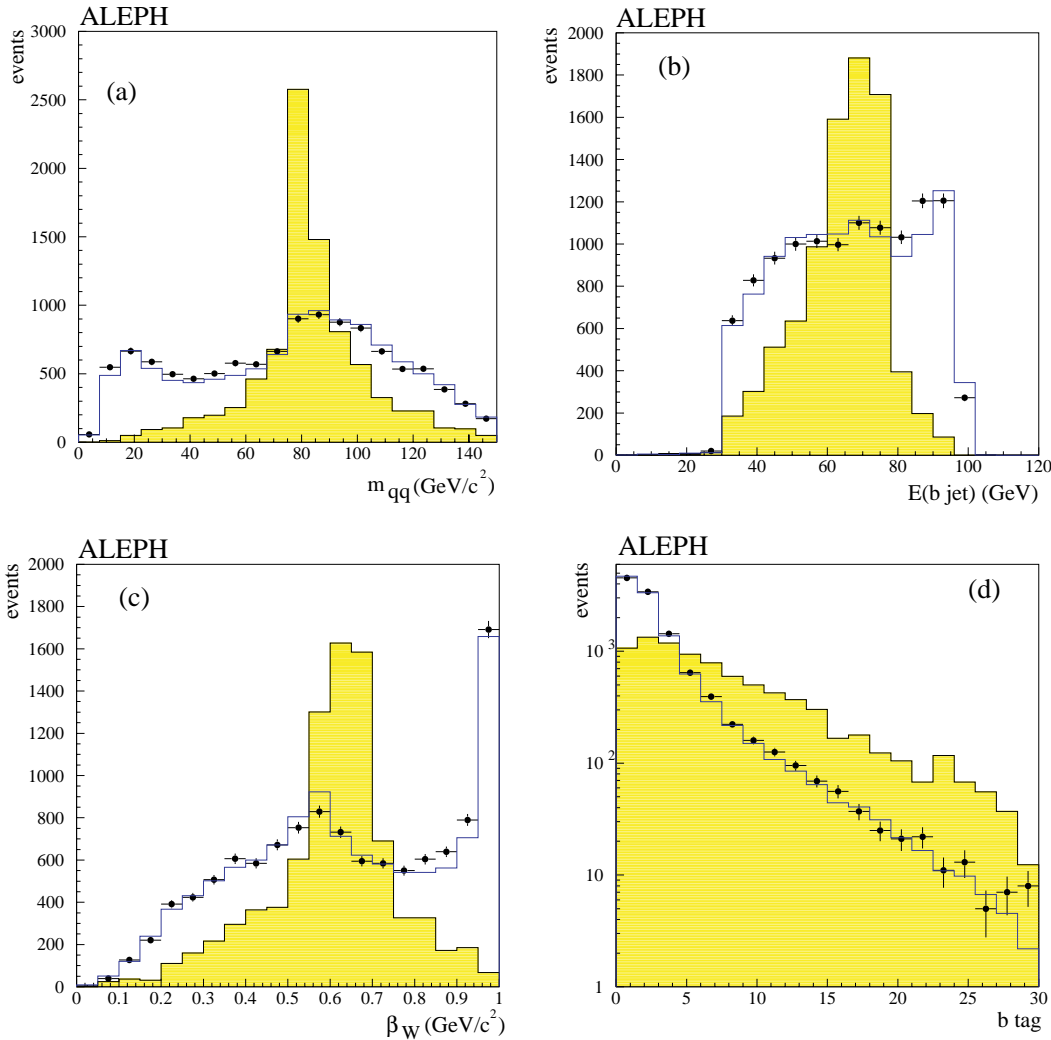 ALEPH
events
(a)
3000
2500
2000
1500
1000
500
0
0 20 40 60 80 100 120 140
m qq (GeV/c²)
ALEPH
events
(b)
2000
1800
1600
1400
1200
1000
800
600
400
200
0
0 20 40 60 80 100 120
E(b jet) (GeV)
ALEPH
events
(c)
2000
1800
1600
1400
1200
1000
800
600
400
200
0
0 0.1 0.2 0.3 0.4 0.5 0.6 0.7 0.8 0.9 1
β W (GeV/c²)
ALEPH
events
(d)
10³
10²
10
1
0 5 10 15 20 25 30
b tag